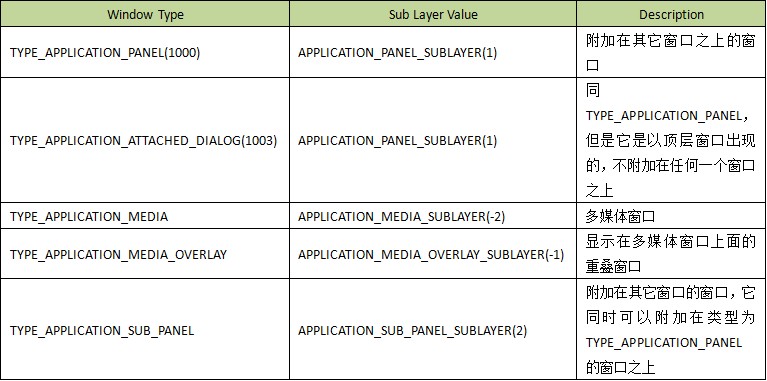 Window Type
Sub Layer Value
Description
TYPE_APPLICATION_PANEL(1000)
APPLICATION_PANEL_SUBLAYER(1)
附加在其它窗口之上的窗
口
TYPE_APPLICATION_ATTACHED_DIALOG(1003)
APPLICATION_PANEL_SUBLAYER(1)
同
TYPE_APPLICATION_PANEL，
但是它是以顶层窗口出现
的，不附加在任何一个窗口
之上
TYPE_APPLICATION_MEDIA
APPLICATION_MEDIA_SUBLAYER(-2)
多媒体窗口
TYPE_APPLICATION_MEDIA_OVERLAY
APPLICATION_MEDIA_OVERLAY_SUBLAYER(-1)
显示在多媒体窗口上面的
重叠窗口
TYPE_APPLICATION_SUB_PANEL
APPLICATION_SUB_PANEL_SUBLAYER(2)
附加在其它窗口的窗口，它
同时可以附加在类型为
TYPE_APPLICATION_PANEL
的窗口之上